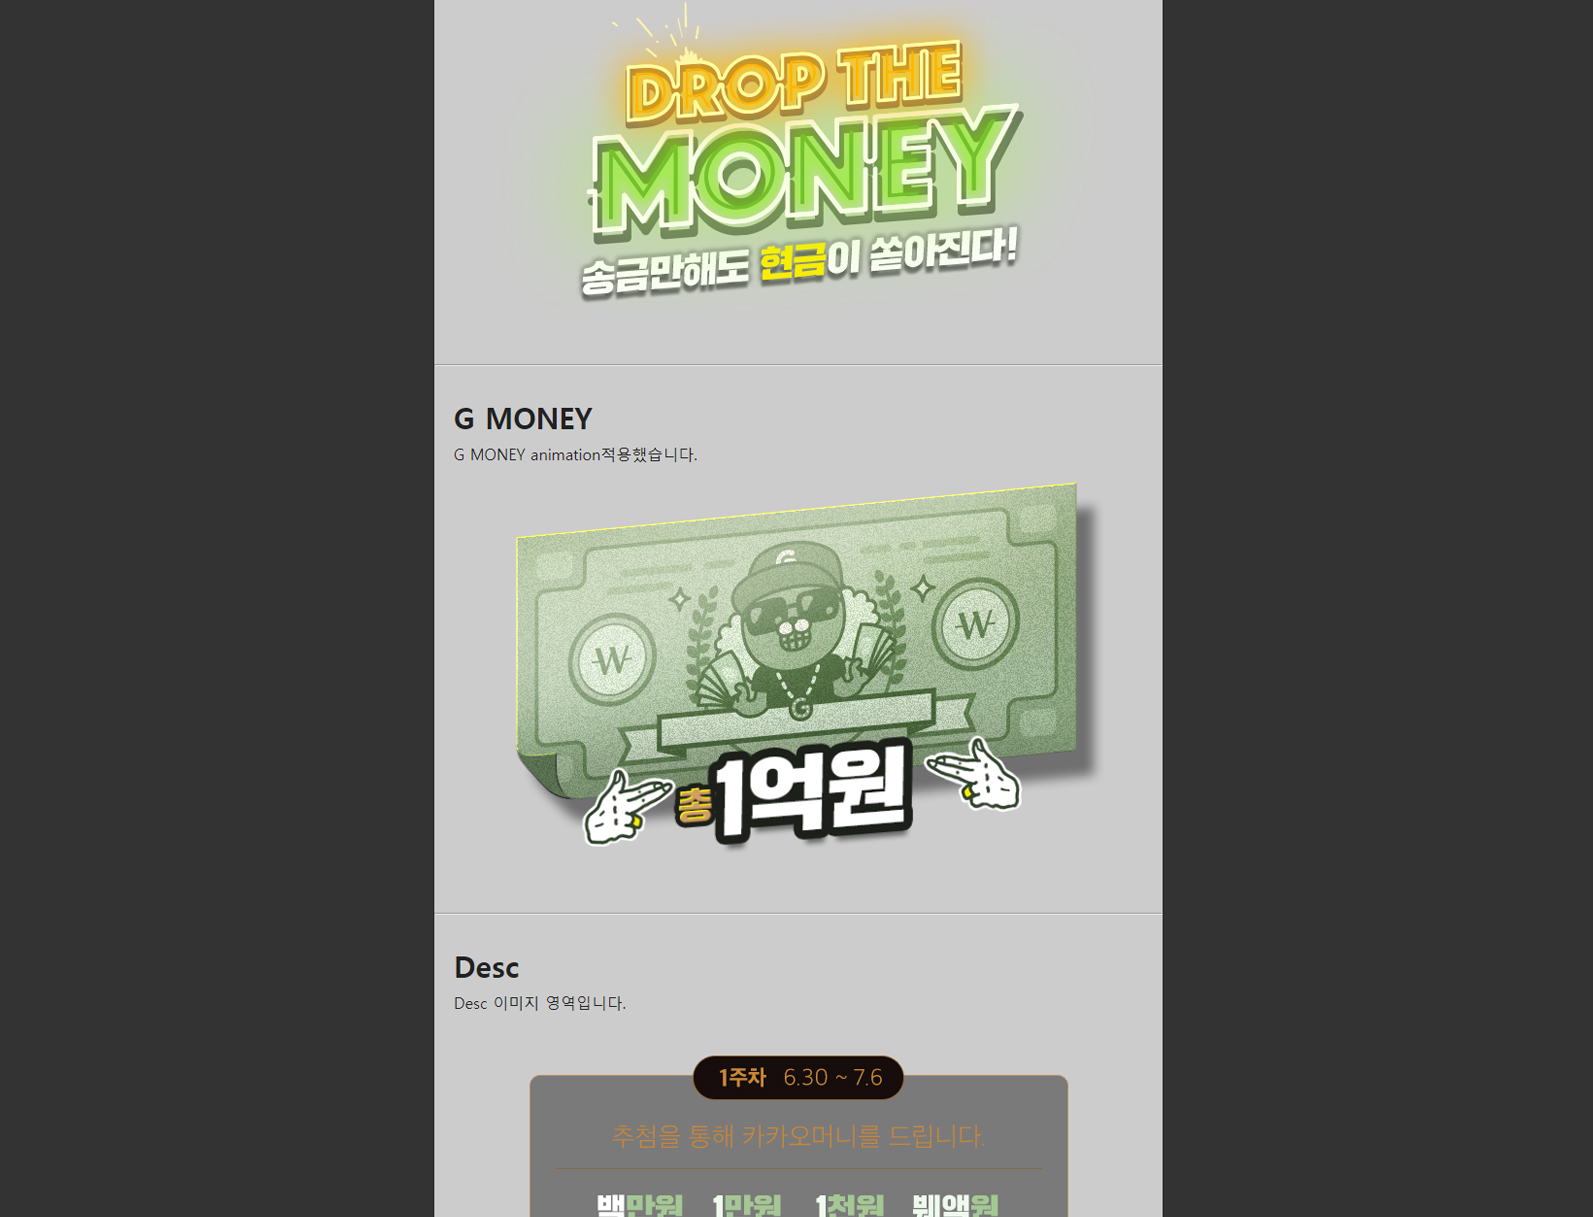 DROP THE
MONEY
송금만해도 현금이 쏟아진다!
G MONEY
G MONEY animation적용했습니다.
G
W
W
G
총 1억원
Desc
Desc 이미지 영역입니다.
1주차 6.30 ~ 7.6
추첨을 통해 카카오머니를 드립니다.
백만원 1만원 1천원